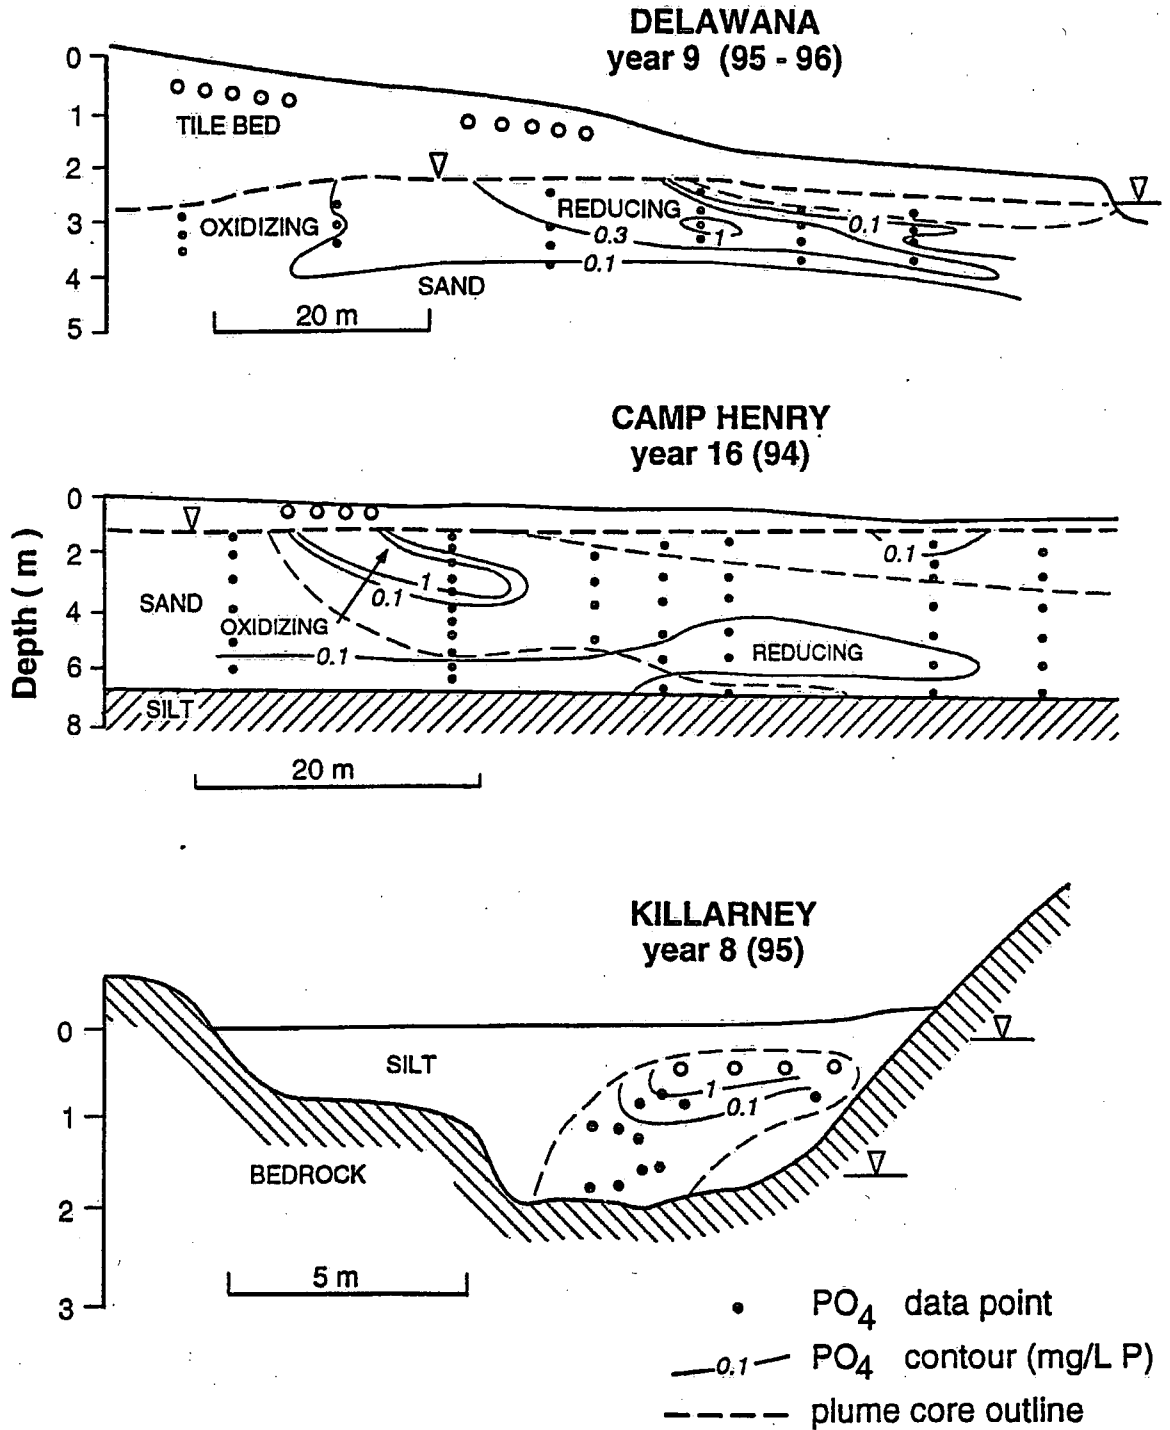 DELAWANA
year 9 (95 - 96)
0
1
TILE BED
2
3
OXIDIZING
REDUCING
0.3
1
0.1
4
0.1
SAND
5
20 m
CAMP HENRY
year 16 (94)
Depth ( m )
0
2
0.1
1
0.1
SAND
4
OXIDIZING
6
0.1
REDUCING
SILT
8
20 m
KILLARNEY
year 8 (95)
0
SILT
1
0.1
1
BEDROCK
2
5 m
3
PO4 data point
0.1 PO4 contour (mg/L P)
plume core outline